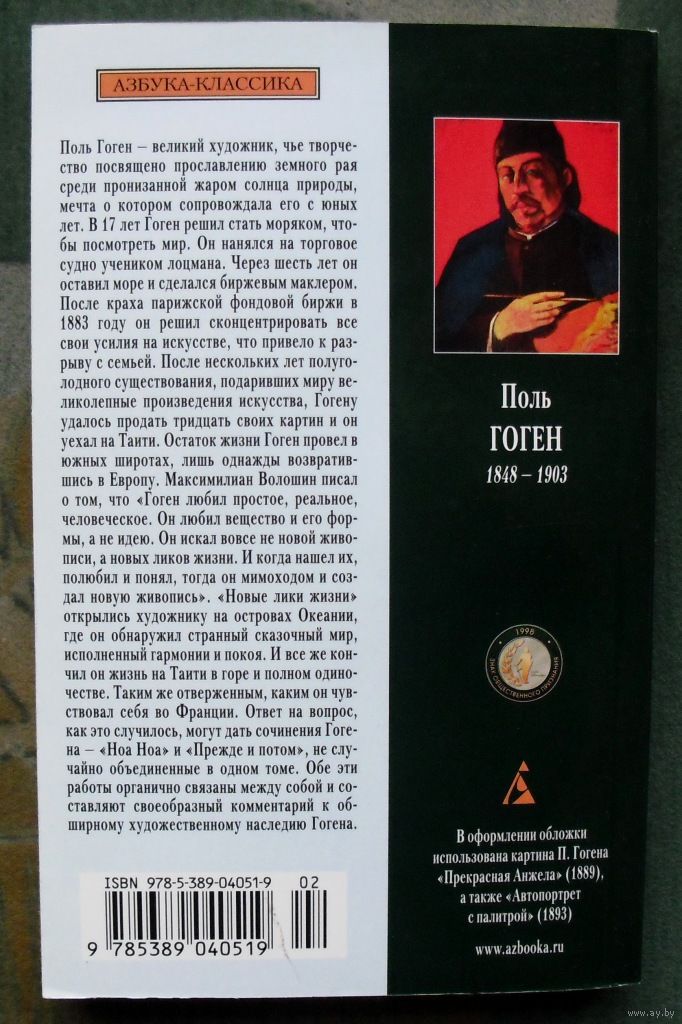 АЗБУКА-КЛАССИКА
Поль Гоген – великий художник, чье творче-
ство посвящено прославлению земного рая
среди пронизанной жаром солнца природы,
мечта о котором сопровождала его с юных
лет. В 17 лет Гоген решил стать моряком, что-
бы посмотреть мир. Он нанялся на торговое
судно учеником лоцмана. Через шесть лет он
оставил море и сделался биржевым маклером.
После краха парижской фондовой биржи в
1883 году он решил сконцентрировать все
свои усилия на искусстве, что привело к раз-
рыву с семьей. После нескольких лет полуго-
лодного существования, подаривших миру ве-
ликолепные произведения искусства, Гогену
удалось продать тридцать своих картин и он
уехал на Таити. Остаток жизни Гоген провел в
южных широтах, лишь однажды возвратив-
шись в Европу. Максимилиан Волошин писал
о том, что «Гоген любил простое, реальное,
человеческое. Он любил вещество и его фор-
мы, а не идею. Он искал вовсе не новой живо-
писи, а новых ликов жизни. И когда нашел их,
полюбил и понял, тогда он мимоходом и соз-
дал новую живопись». «Новые лики жизни»
открылись художнику на островах Океании,
где он обнаружил странный сказочный мир,
исполненный гармонии и покоя. И все же кон-
чил он жизнь на Таити в горе и полном одино-
честве. Таким же отверженным, каким он чув-
ствовал себя во Франции. Ответ на вопрос,
как это случилось, могут дать сочинения Гоге-
на – «Ноа Ноа» и «Прежде и потом», не слу-
чайно объединенные в одном томе. Обе эти
работы органично связаны между собой и со-
ставляют своеобразный комментарий к об-
ширному художественному наследию Гогена.
ISBN 978-5-389-04051-9
02
9 785389 040519
Поль
ГОГЕН
1848 – 1903
1998
ЗНАК ОБЩЕСТВЕННОГО ПРИЗНАНИЯ
В оформлении обложки
использована картина П. Гогена
«Прекрасная Анжела» (1889),
а также «Автопортрет
с палитрой» (1893)
www.azbooka.ru
www.ay.by